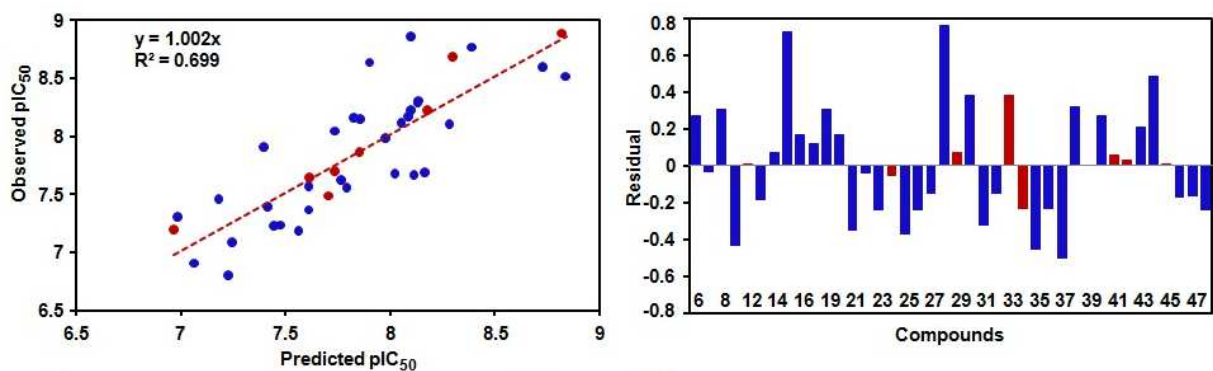 y = 1.002x
R² = 0.699
Observed pIC50
9
8.5
8
7.5
7
6.5
6.5 7 7.5 8 8.5 9
Predicted pIC50
Residual
0.8
0.6
0.4
0.2
0
-0.2
-0.4
-0.6
-0.8
6 8 12 14 16 19 21 23 25 27 29 31 33 35 37 39 41 43 45 47
Compounds